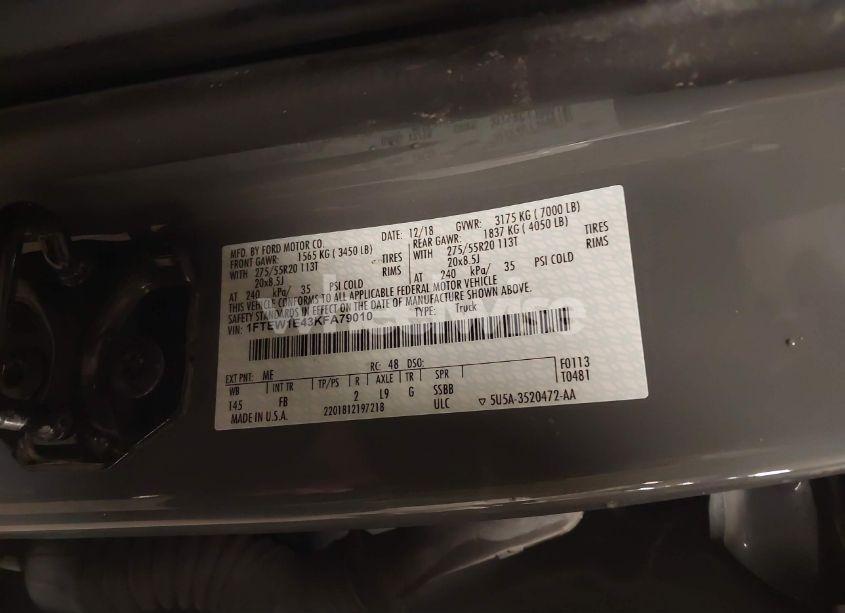 MFD. BY FORD MOTOR CO.
DATE: 12/18 GVWR: 3175 KG ( 7000 LB)
FRONT GAWR: 1565 KG ( 3450 LB) REAR GAWR: 1837 KG ( 4050 LB)
WITH 275/55R20 113T TIRES WITH 275/55R20 113T TIRES
20x8.5J RIMS 20x8.5J RIMS
AT 240 kPa/ 35 PSI COLD AT 240 kPa/ 35 PSI COLD
THIS VEHICLE CONFORMS TO ALL APPLICABLE FEDERAL MOTOR VEHICLE
SAFETY STANDARDS IN EFFECT ON THE DATE OF MANUFACTURE SHOWN ABOVE.
VIN: 1FTEW1E43KFA79010 TYPE: Truck
EXT PNT: ME RC: 48 DSO: F0113
WB INT TR TP/PS R AXLE TR SPR T0481
145 FB 2 L9 G SSBB
MADE IN U.S.A. 2201812197218 ULC ▽ 5U5A-3520472-AA